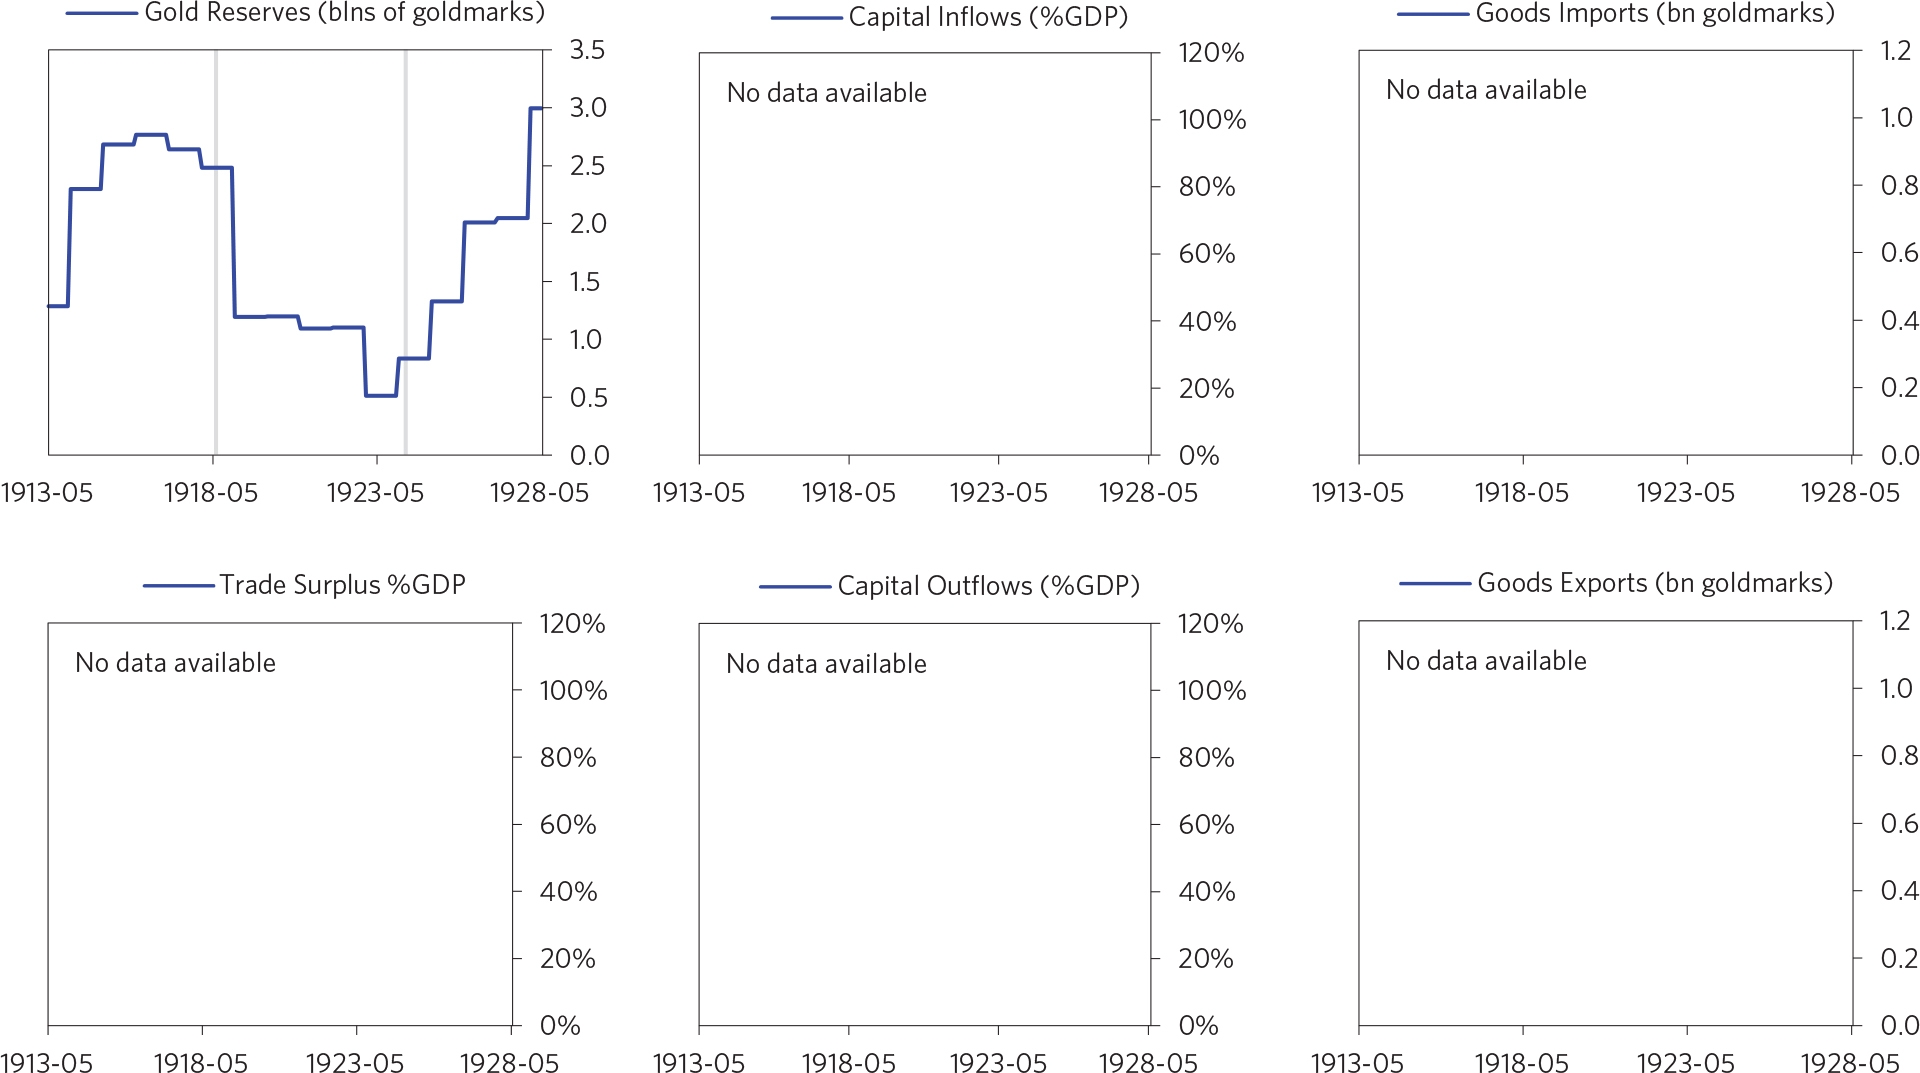 Gold Reserves (blns of goldmarks)
3.5
3.0
2.5
2.0
1.5
1.0
0.5
0.0
1913-05 1918-05 1923-05 1928-05
Capital Inflows (%GDP)
No data available
120%
100%
80%
60%
40%
20%
0%
1913-05 1918-05 1923-05 1928-05
Goods Imports (bn goldmarks)
No data available
1.2
1.0
0.8
0.6
0.4
0.2
0.0
1913-05 1918-05 1923-05 1928-05
Trade Surplus %GDP
No data available
120%
100%
80%
60%
40%
20%
0%
1913-05 1918-05 1923-05 1928-05
Capital Outflows (%GDP)
No data available
120%
100%
80%
60%
40%
20%
0%
1913-05 1918-05 1923-05 1928-05
Goods Exports (bn goldmarks)
No data available
1.2
1.0
0.8
0.6
0.4
0.2
0.0
1913-05 1918-05 1923-05 1928-05